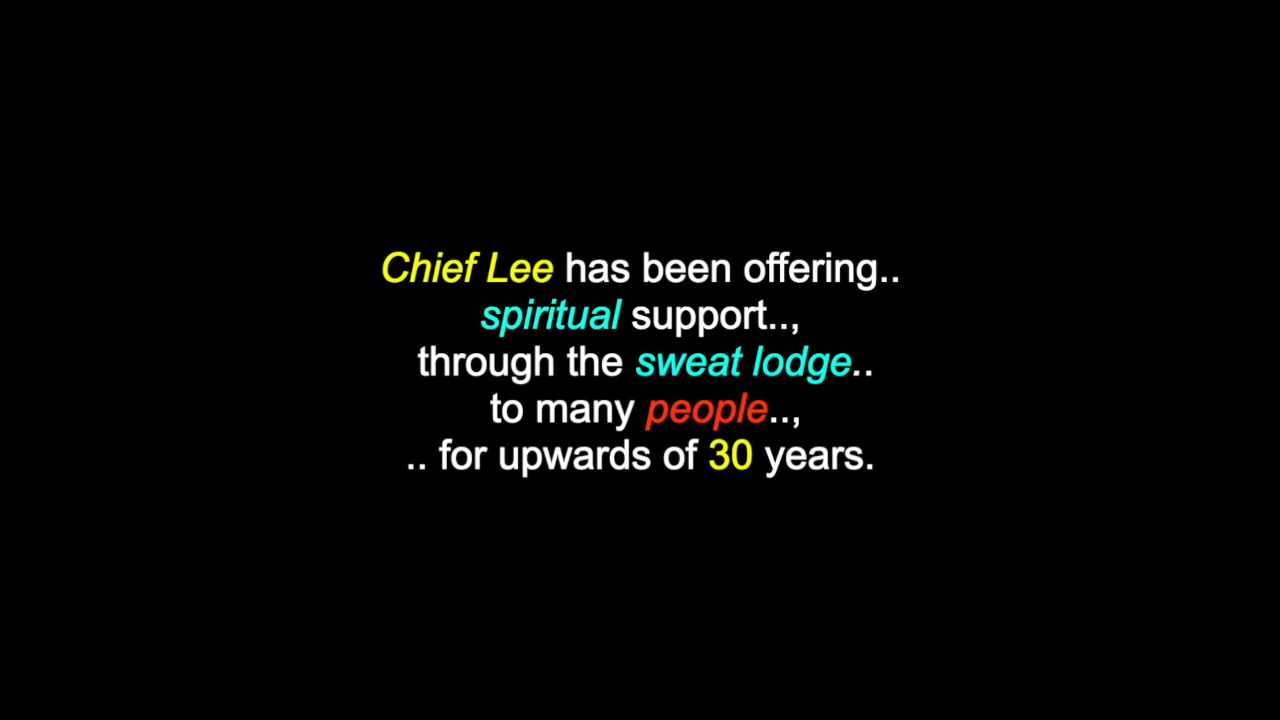 Chief Lee has been offering..
spiritual support..,
through the sweat lodge..
to many people..,
.. for upwards of 30 years.